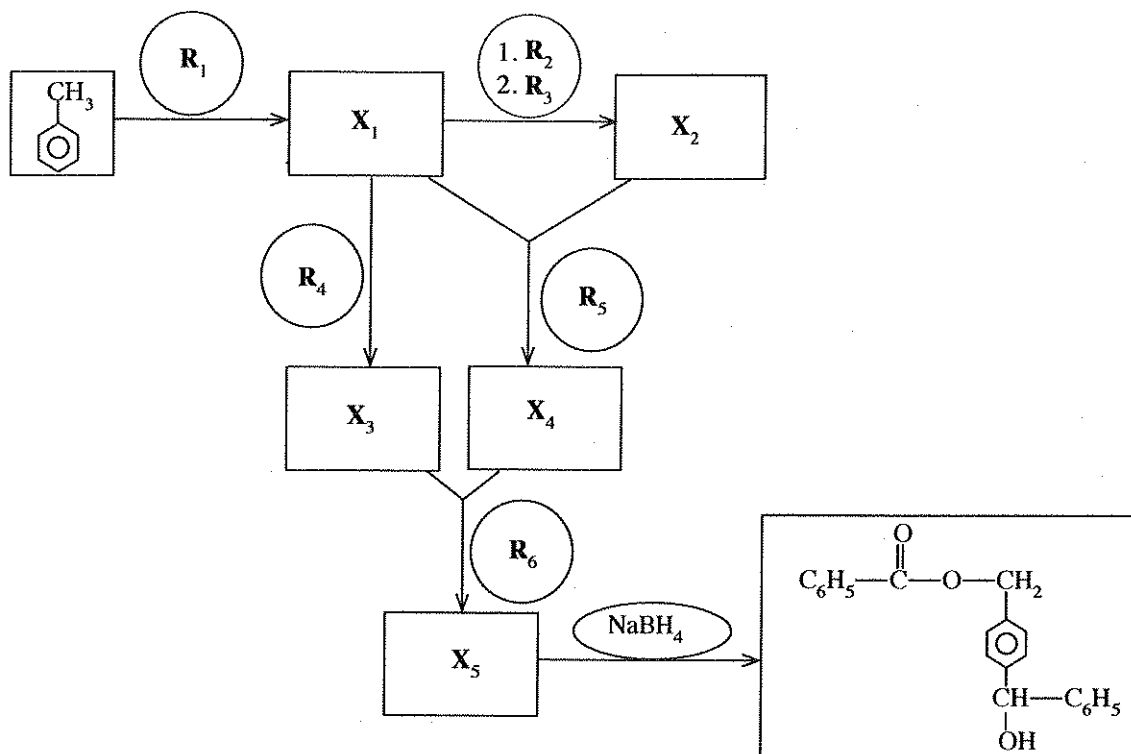 CH₃
R₁
X₁
1. R₂
2. R₃
X₂
R₄
R₅
X₃
X₄
R₆
X₅
NaBH₄
O
C₆H₅—C—O—CH₂
CH—C₆H₅
OH